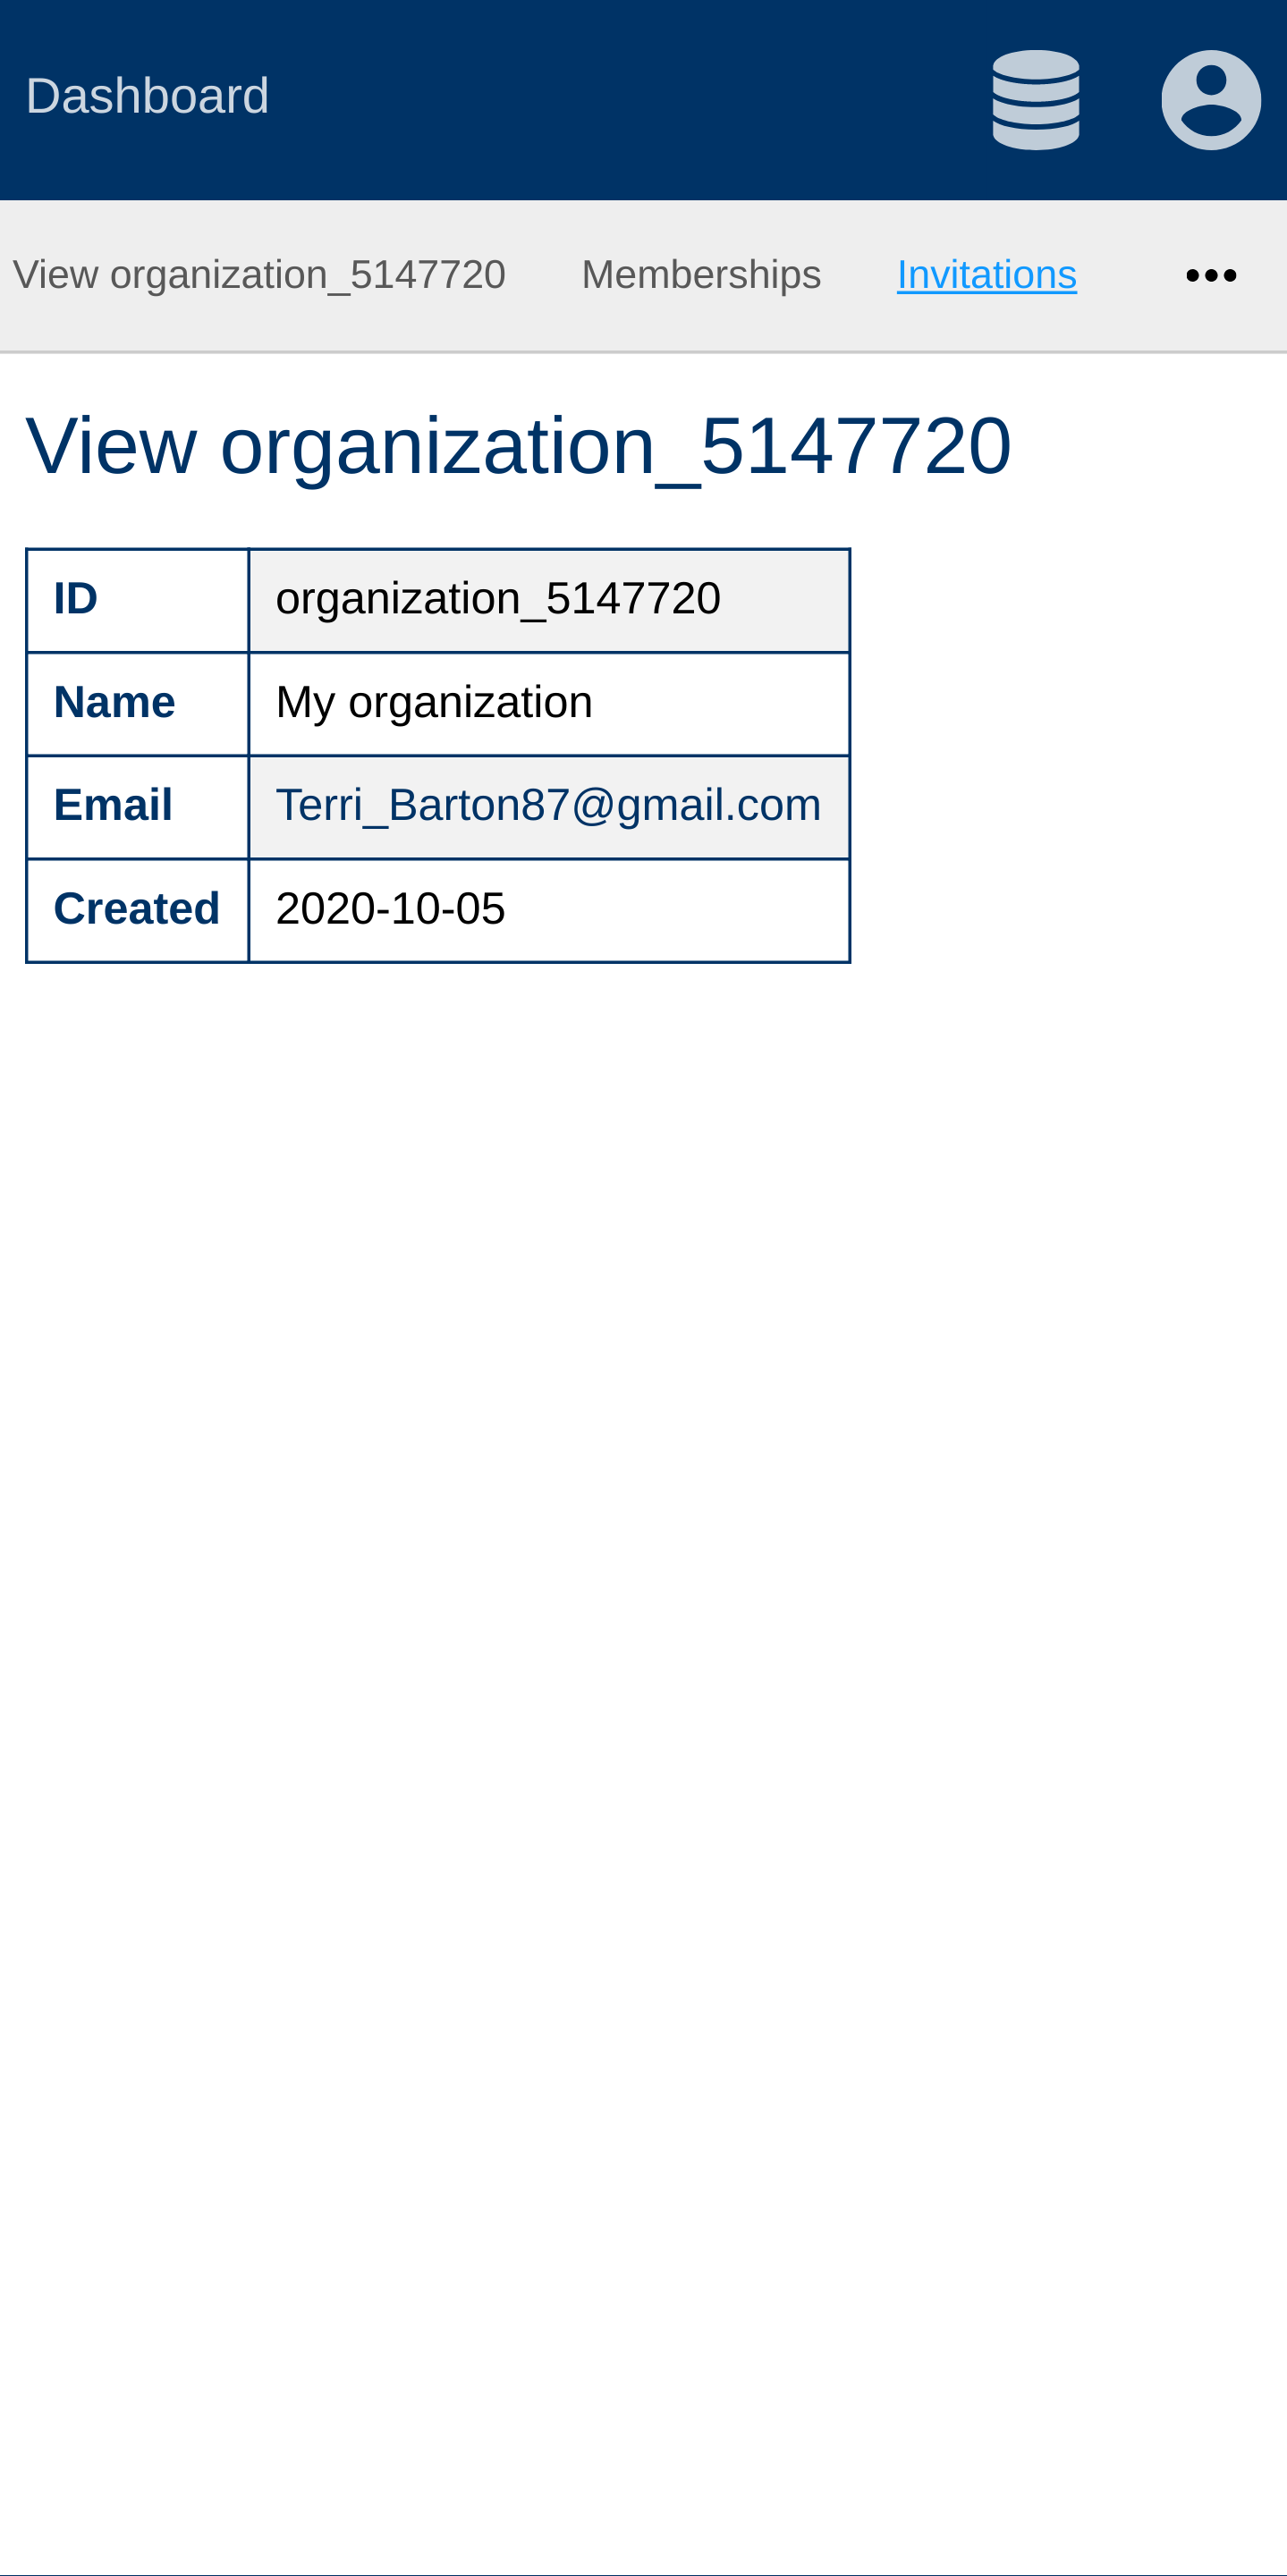 Dashboard
View organization_5147720 Memberships Invitations •••
View organization_5147720
ID organization_5147720
Name My organization
Email Terri_Barton87@gmail.com
Created 2020-10-05